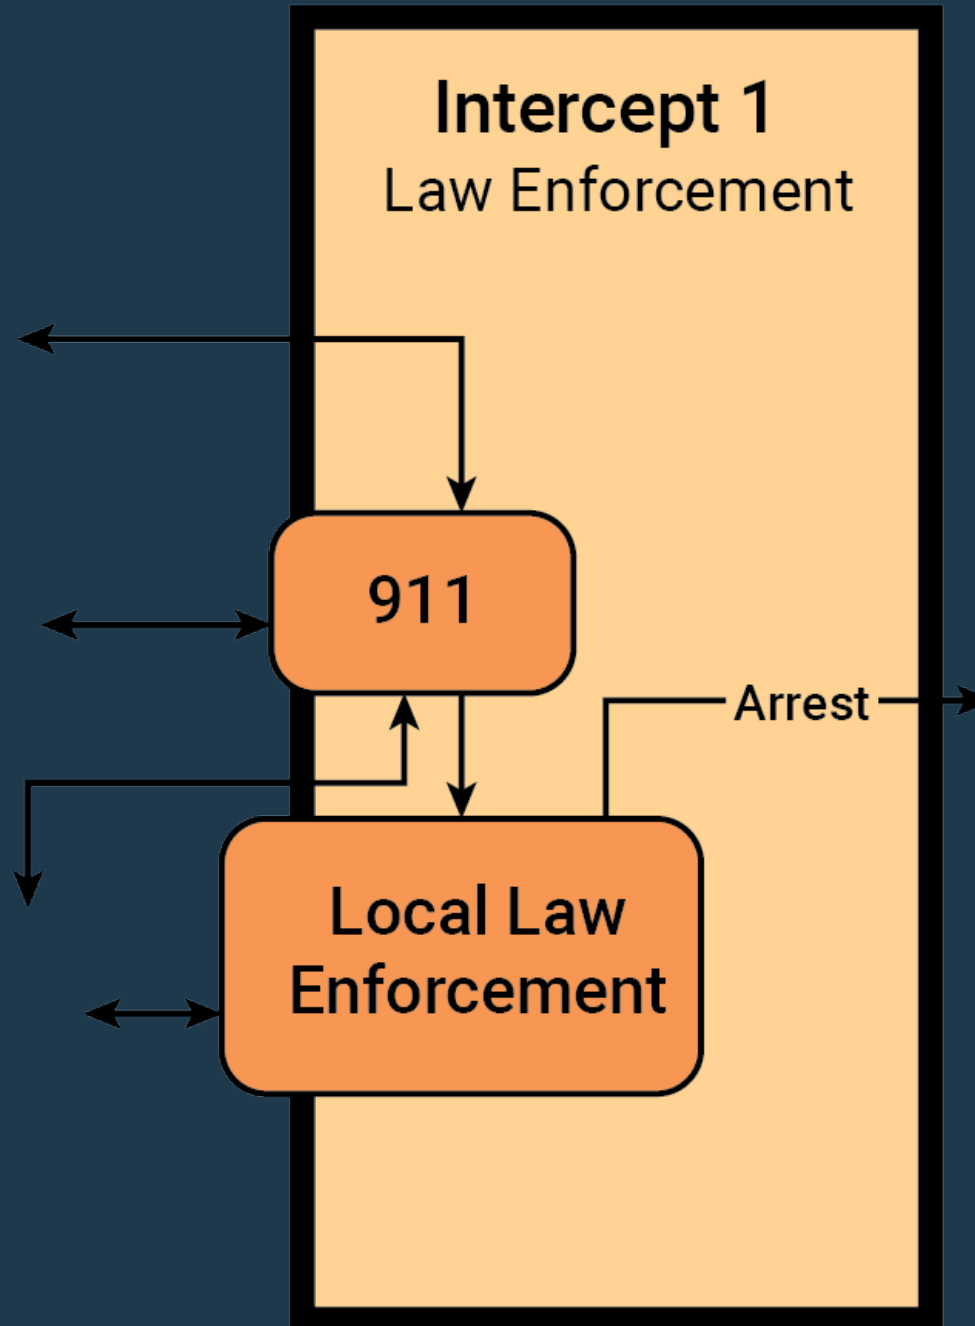 Intercept 1
Law Enforcement
911
Arrest
Local Law
Enforcement